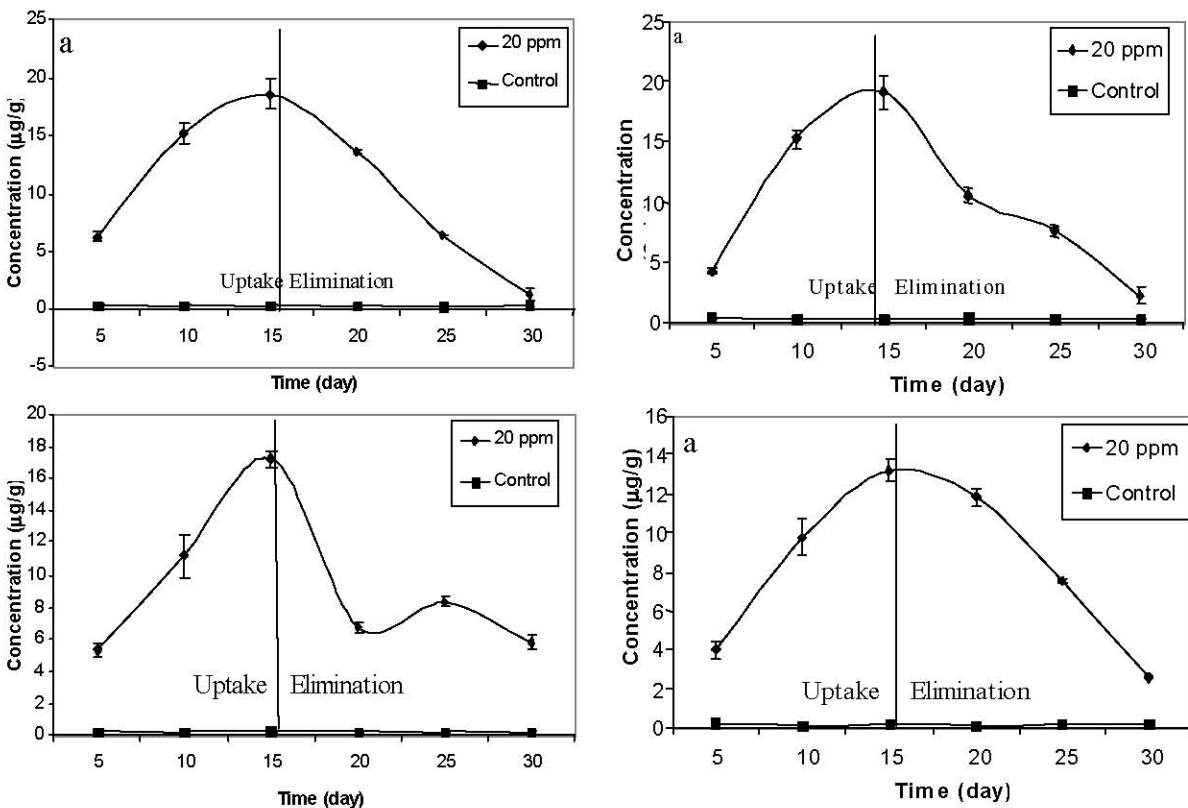 a
Concentration (µg/g)
25
20
15
10
5
0
-5
20 ppm
Control
Uptake Elimination
5 10 15 20 25 30
Time (day)
a
Concentration
25
20
15
10
5
0
20 ppm
Control
Uptake Elimination
5 10 15 20 25 30
Time (day)
Concentration (µg/g)
20
18
16
14
12
10
8
6
4
2
0
20 ppm
Control
Uptake Elimination
5 10 15 20 25 30
Time (day)
a
Concentration (µg/g)
16
14
12
10
8
6
4
2
0
20 ppm
Control
Uptake Elimination
5 10 15 20 25 30
Time (day)